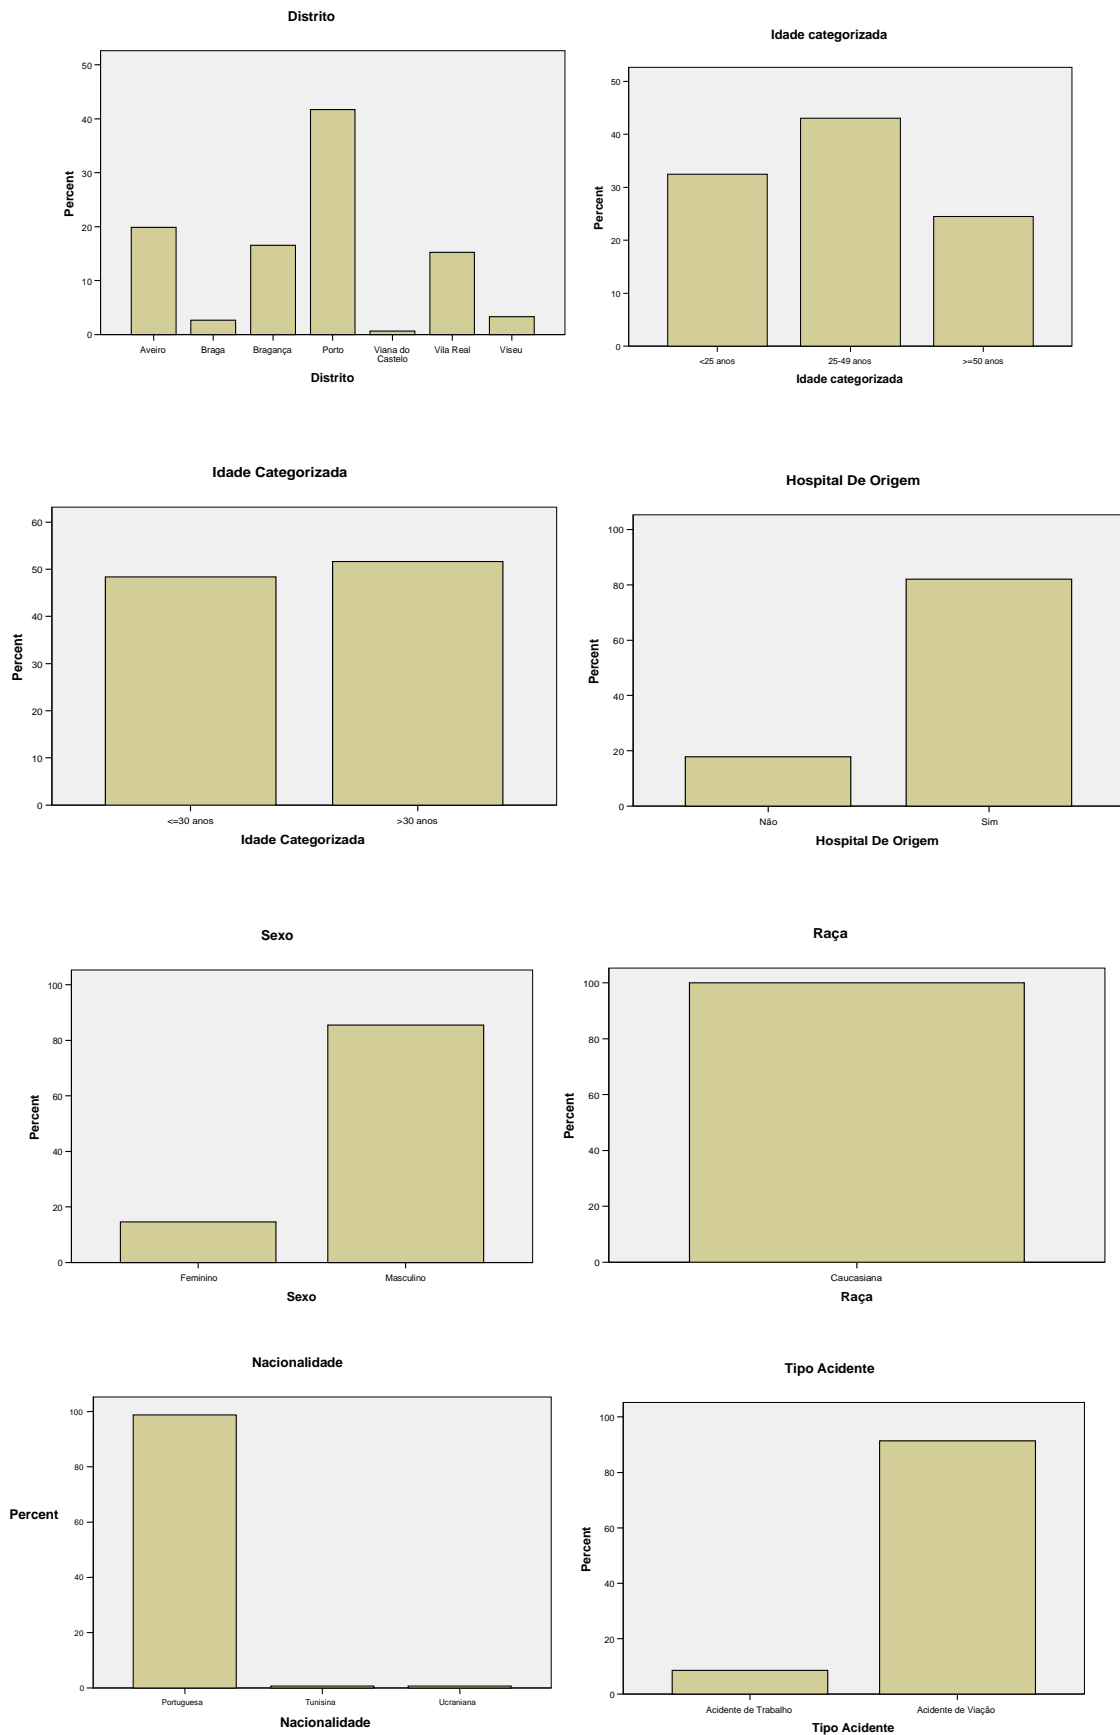 Distrito
50
40
30
20
10
0
Percent
Aveiro
Braga
Bragança
Porto
Viana do
Castelo
Vila Real
Viseu
Distrito
Idade categorizada
50
40
30
20
10
0
Percent
<25 anos
25-49 anos
>=50 anos
Idade categorizada
Idade Categorizada
60
50
40
30
20
10
0
Percent
<=30 anos
>30 anos
Idade Categorizada
Hospital De Origem
100
80
60
40
20
0
Percent
Não
Sim
Hospital De Origem
Sexo
100
80
60
40
20
0
Percent
Feminino
Masculino
Sexo
Raça
100
80
60
40
20
0
Percent
Caucasiana
Raça
Nacionalidade
100
80
60
40
20
0
Percent
Portuguesa
Tunisina
Ucraniana
Nacionalidade
Tipo Acidente
100
80
60
40
20
0
Percent
Acidente de Trabalho
Acidente de Viação
Tipo Acidente